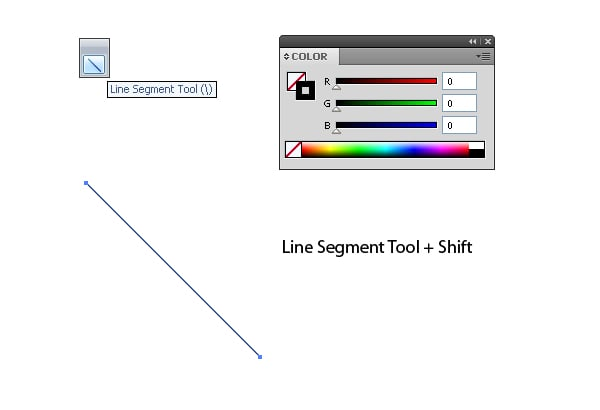 COLOR
Line Segment Tool (\)
R 0
G 0
B 0
Line Segment Tool + Shift